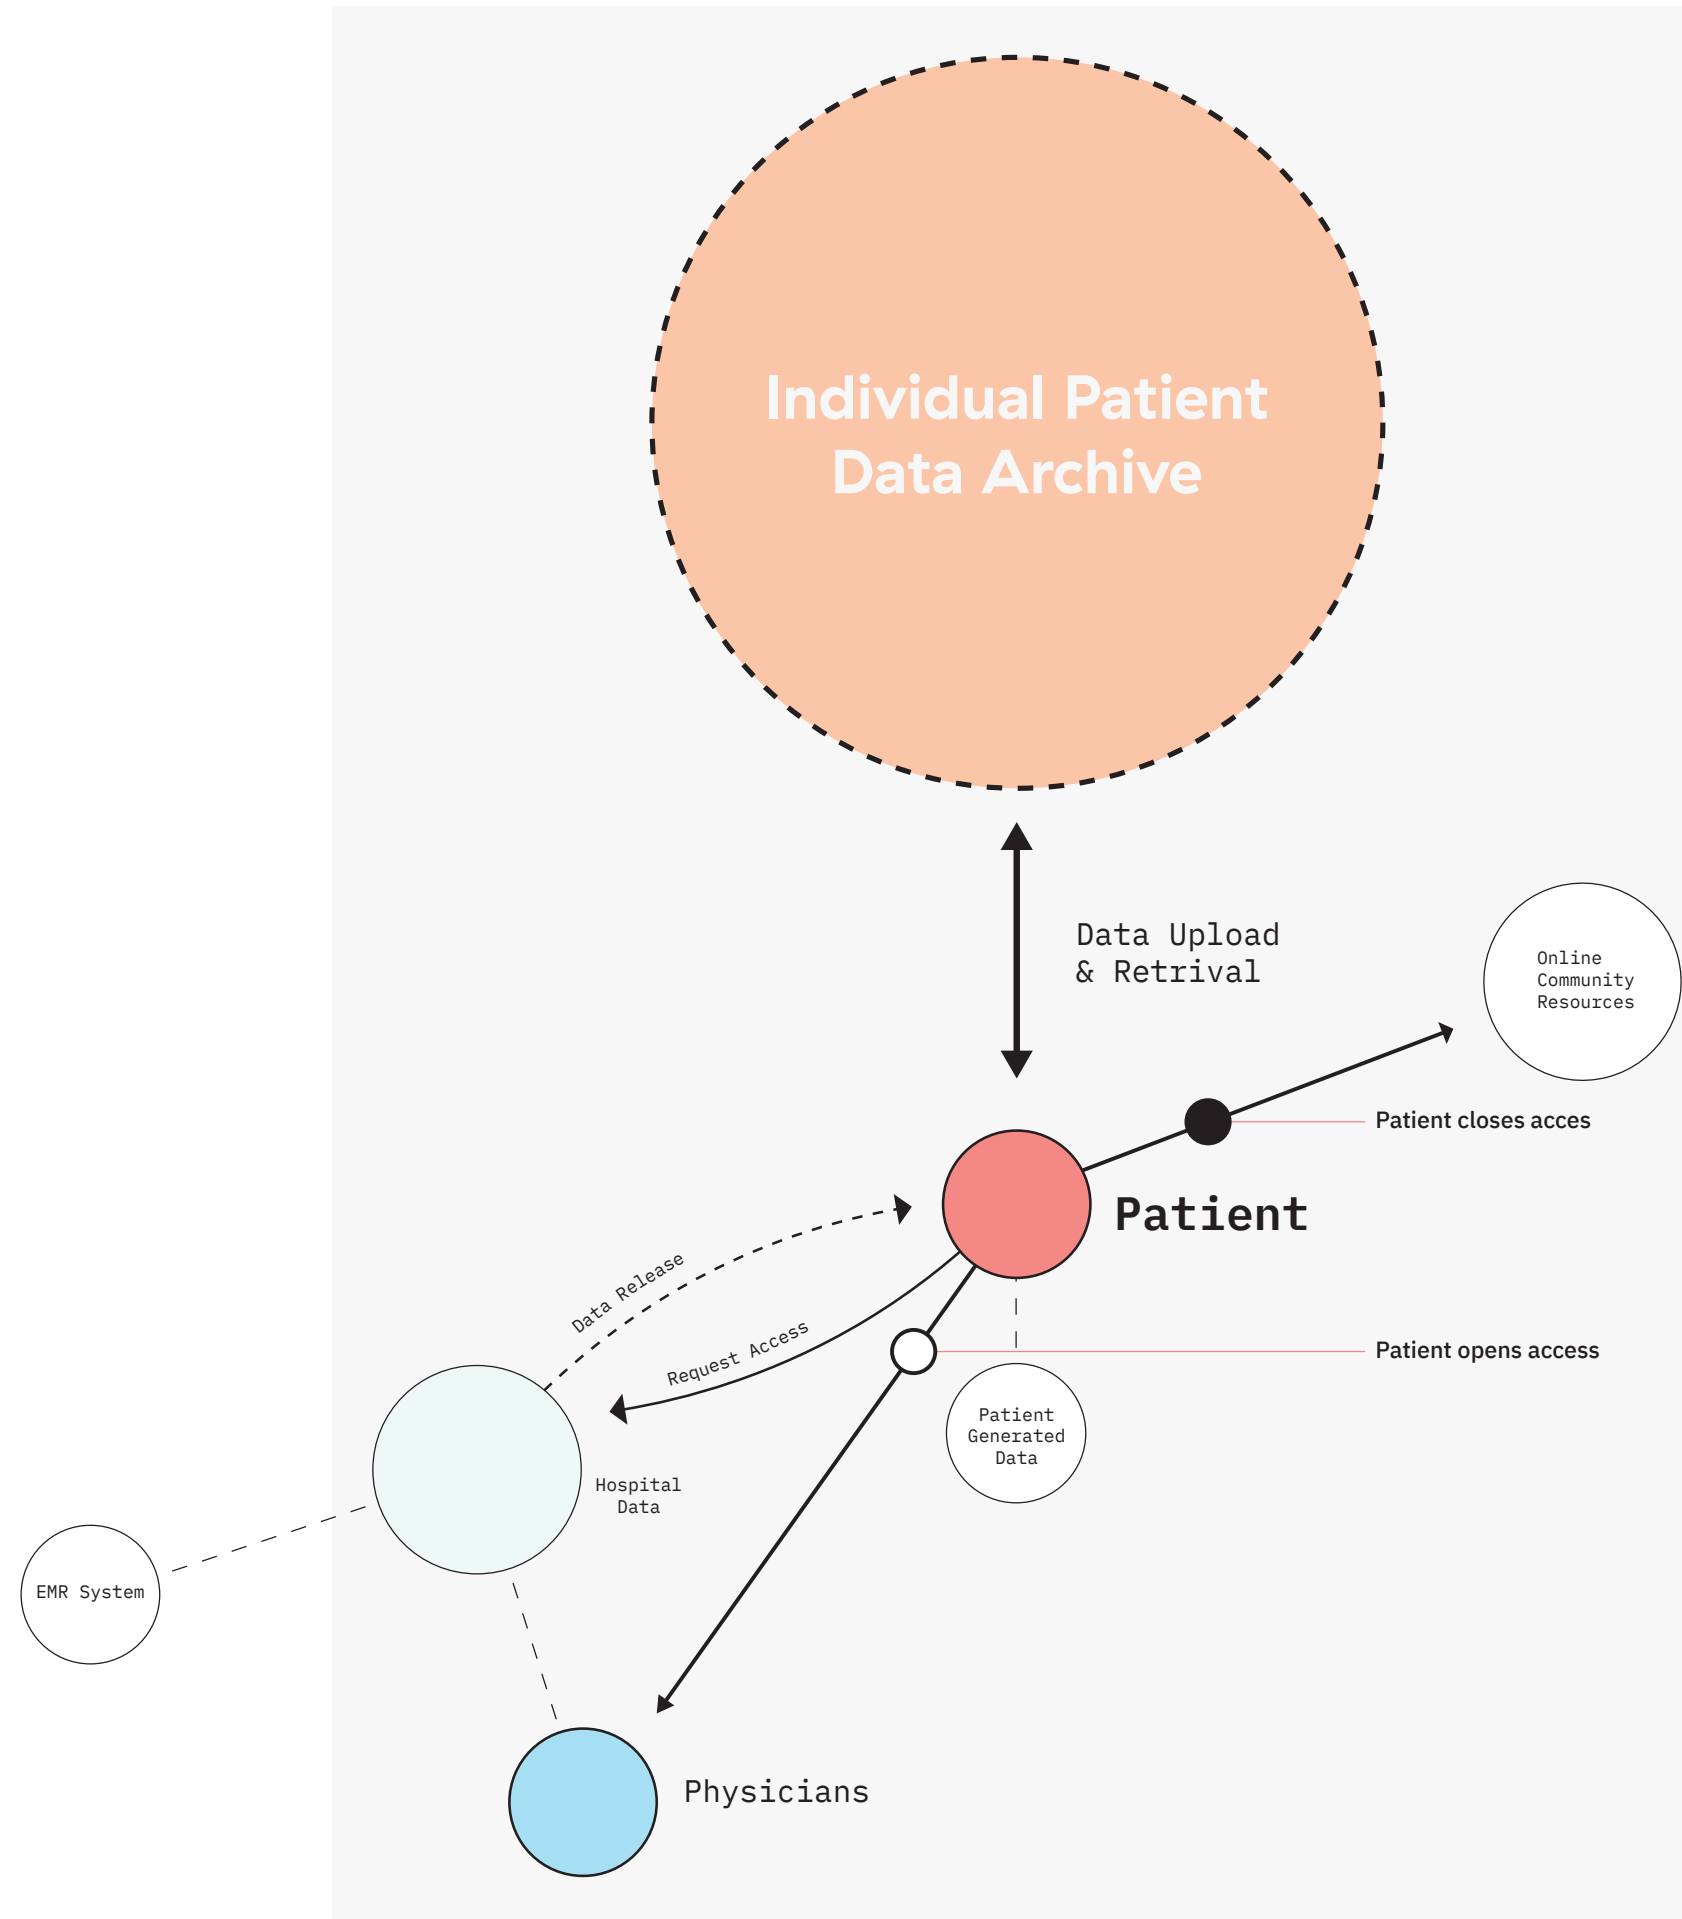 Individual Patient
Data Archive
Data Upload
& Retrival
Online
Community
Resources
Patient closes acces
Patient
Data Release
Request Access
Patient opens access
Patient
Generated
Data
Hospital
Data
EMR System
Physicians